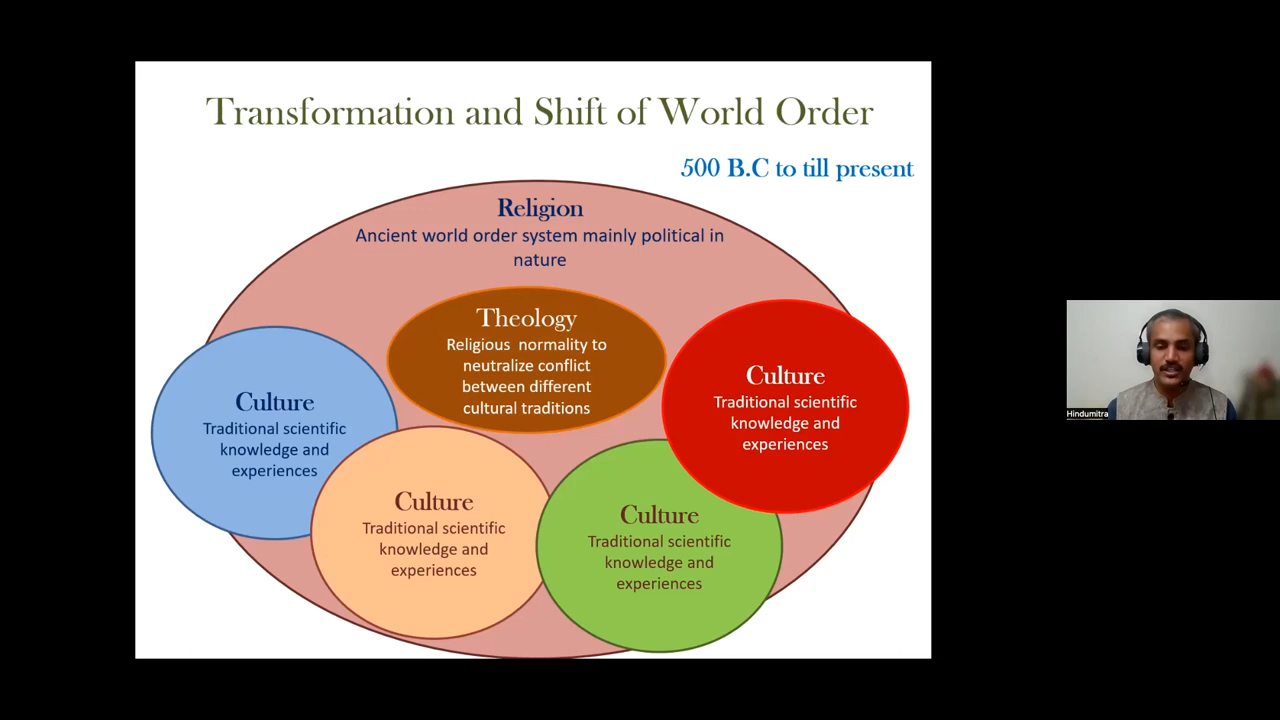 Transformation and Shift of World Order
500 B.C to till present
Religion
Ancient world order system mainly political in
nature
Theology
Religious normality to
neutralize conflict
between different
cultural traditions
Culture
Traditional scientific
knowledge and
experiences
Culture
Traditional scientific
knowledge and
experiences
Culture
Traditional scientific
knowledge and
experiences
Culture
Traditional scientific
knowledge and
experiences
Hindumitra